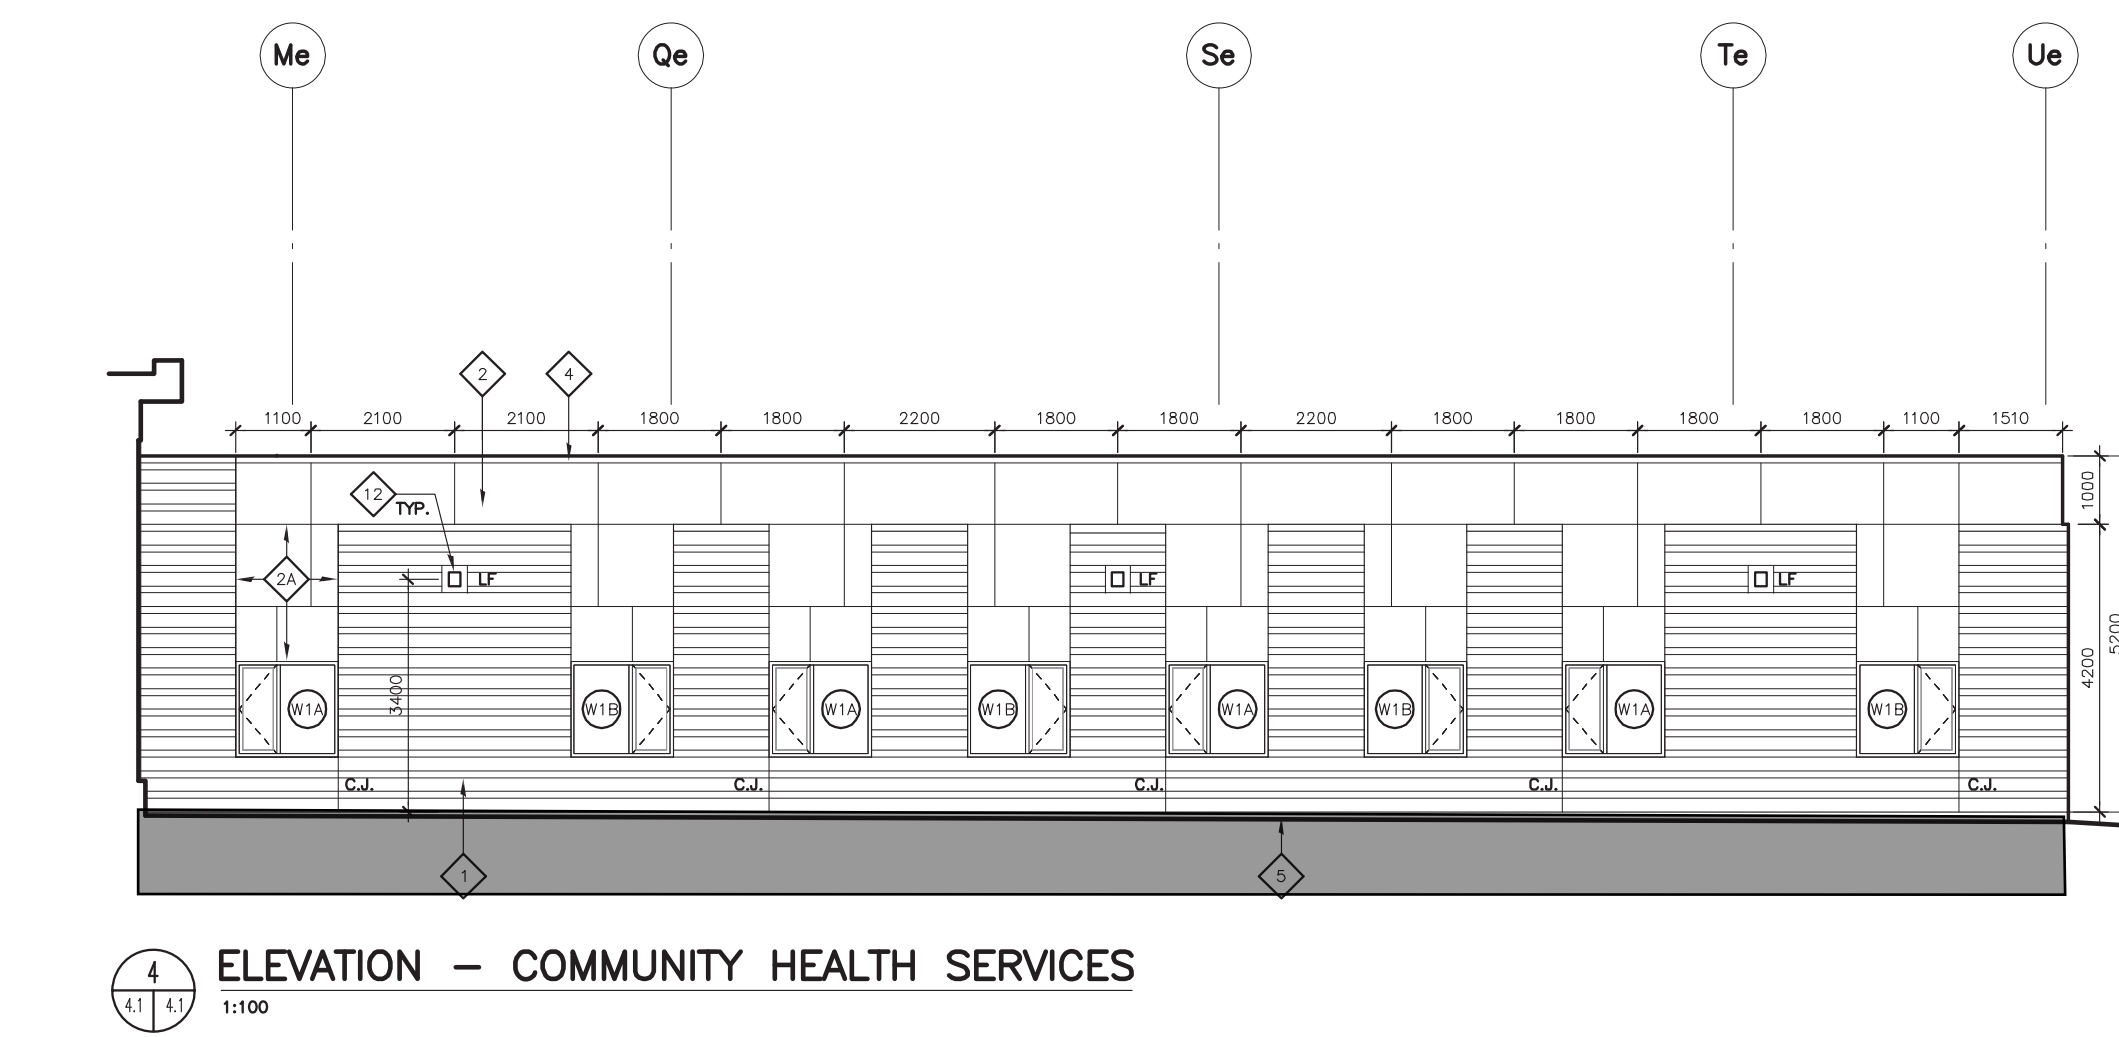 Me Qe Se Te Ue
2 4
1100 2100 2100 1800 1800 2200 1800 1800 2200 1800 1800 1800 1800 1100 1510
12
TYP.
1000
2A LF LF LF
5200
4200
3400
W1A W1B W1A W1B W1A W1B W1A W1B
C.J. C.J. C.J. C.J. C.J.
1 5
4
4.1 4.1
ELEVATION – COMMUNITY HEALTH SERVICES
1:100